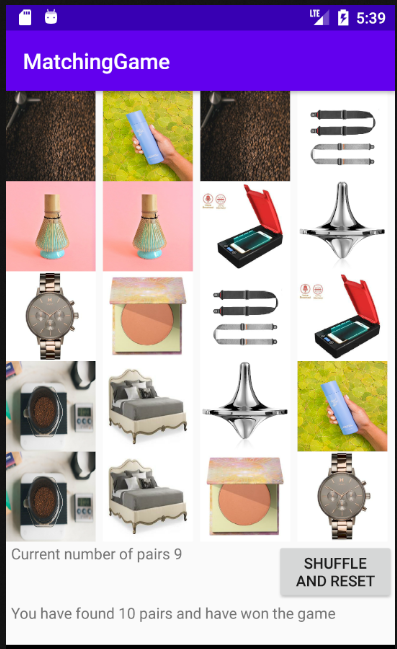 LTE 5:39
MatchingGame
Current number of pairs 9
SHUFFLE
AND RESET
You have found 10 pairs and have won the game